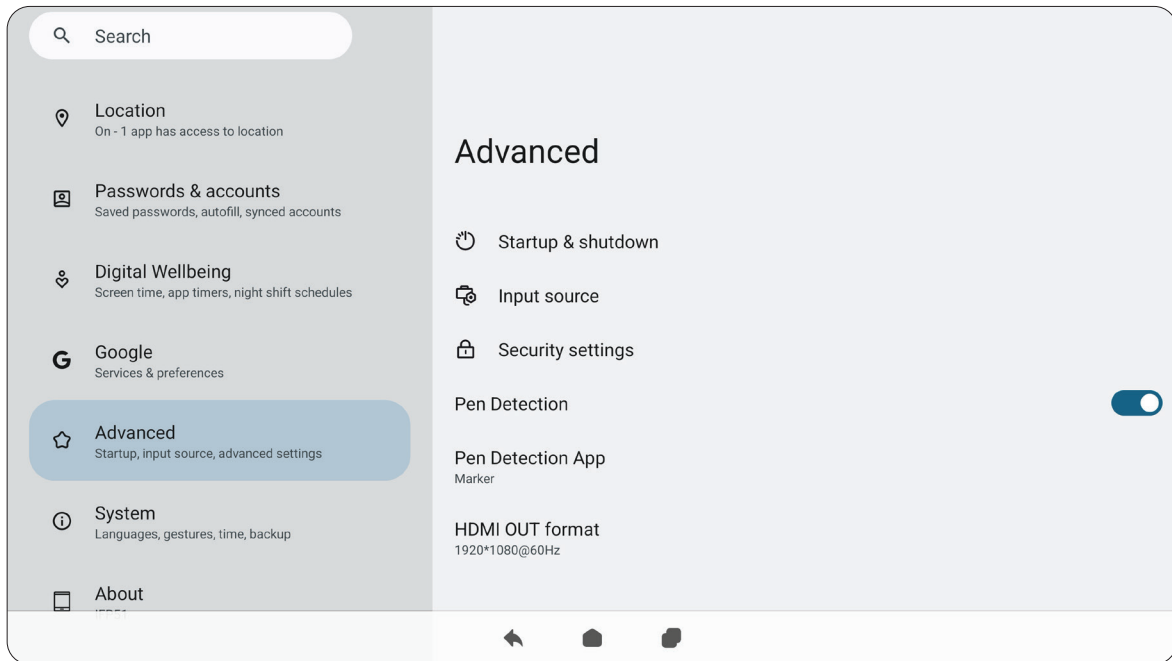 Search
Location
On - 1 app has access to location
Passwords & accounts
Saved passwords, autofill, synced accounts
Digital Wellbeing
Screen time, app timers, night shift schedules
Google
Services & preferences
Advanced
Startup, input source, advanced settings
System
Languages, gestures, time, backup
About
Advanced
Startup & shutdown
Input source
Security settings
Pen Detection
Pen Detection App
Marker
HDMI OUT format
1920*1080@60Hz